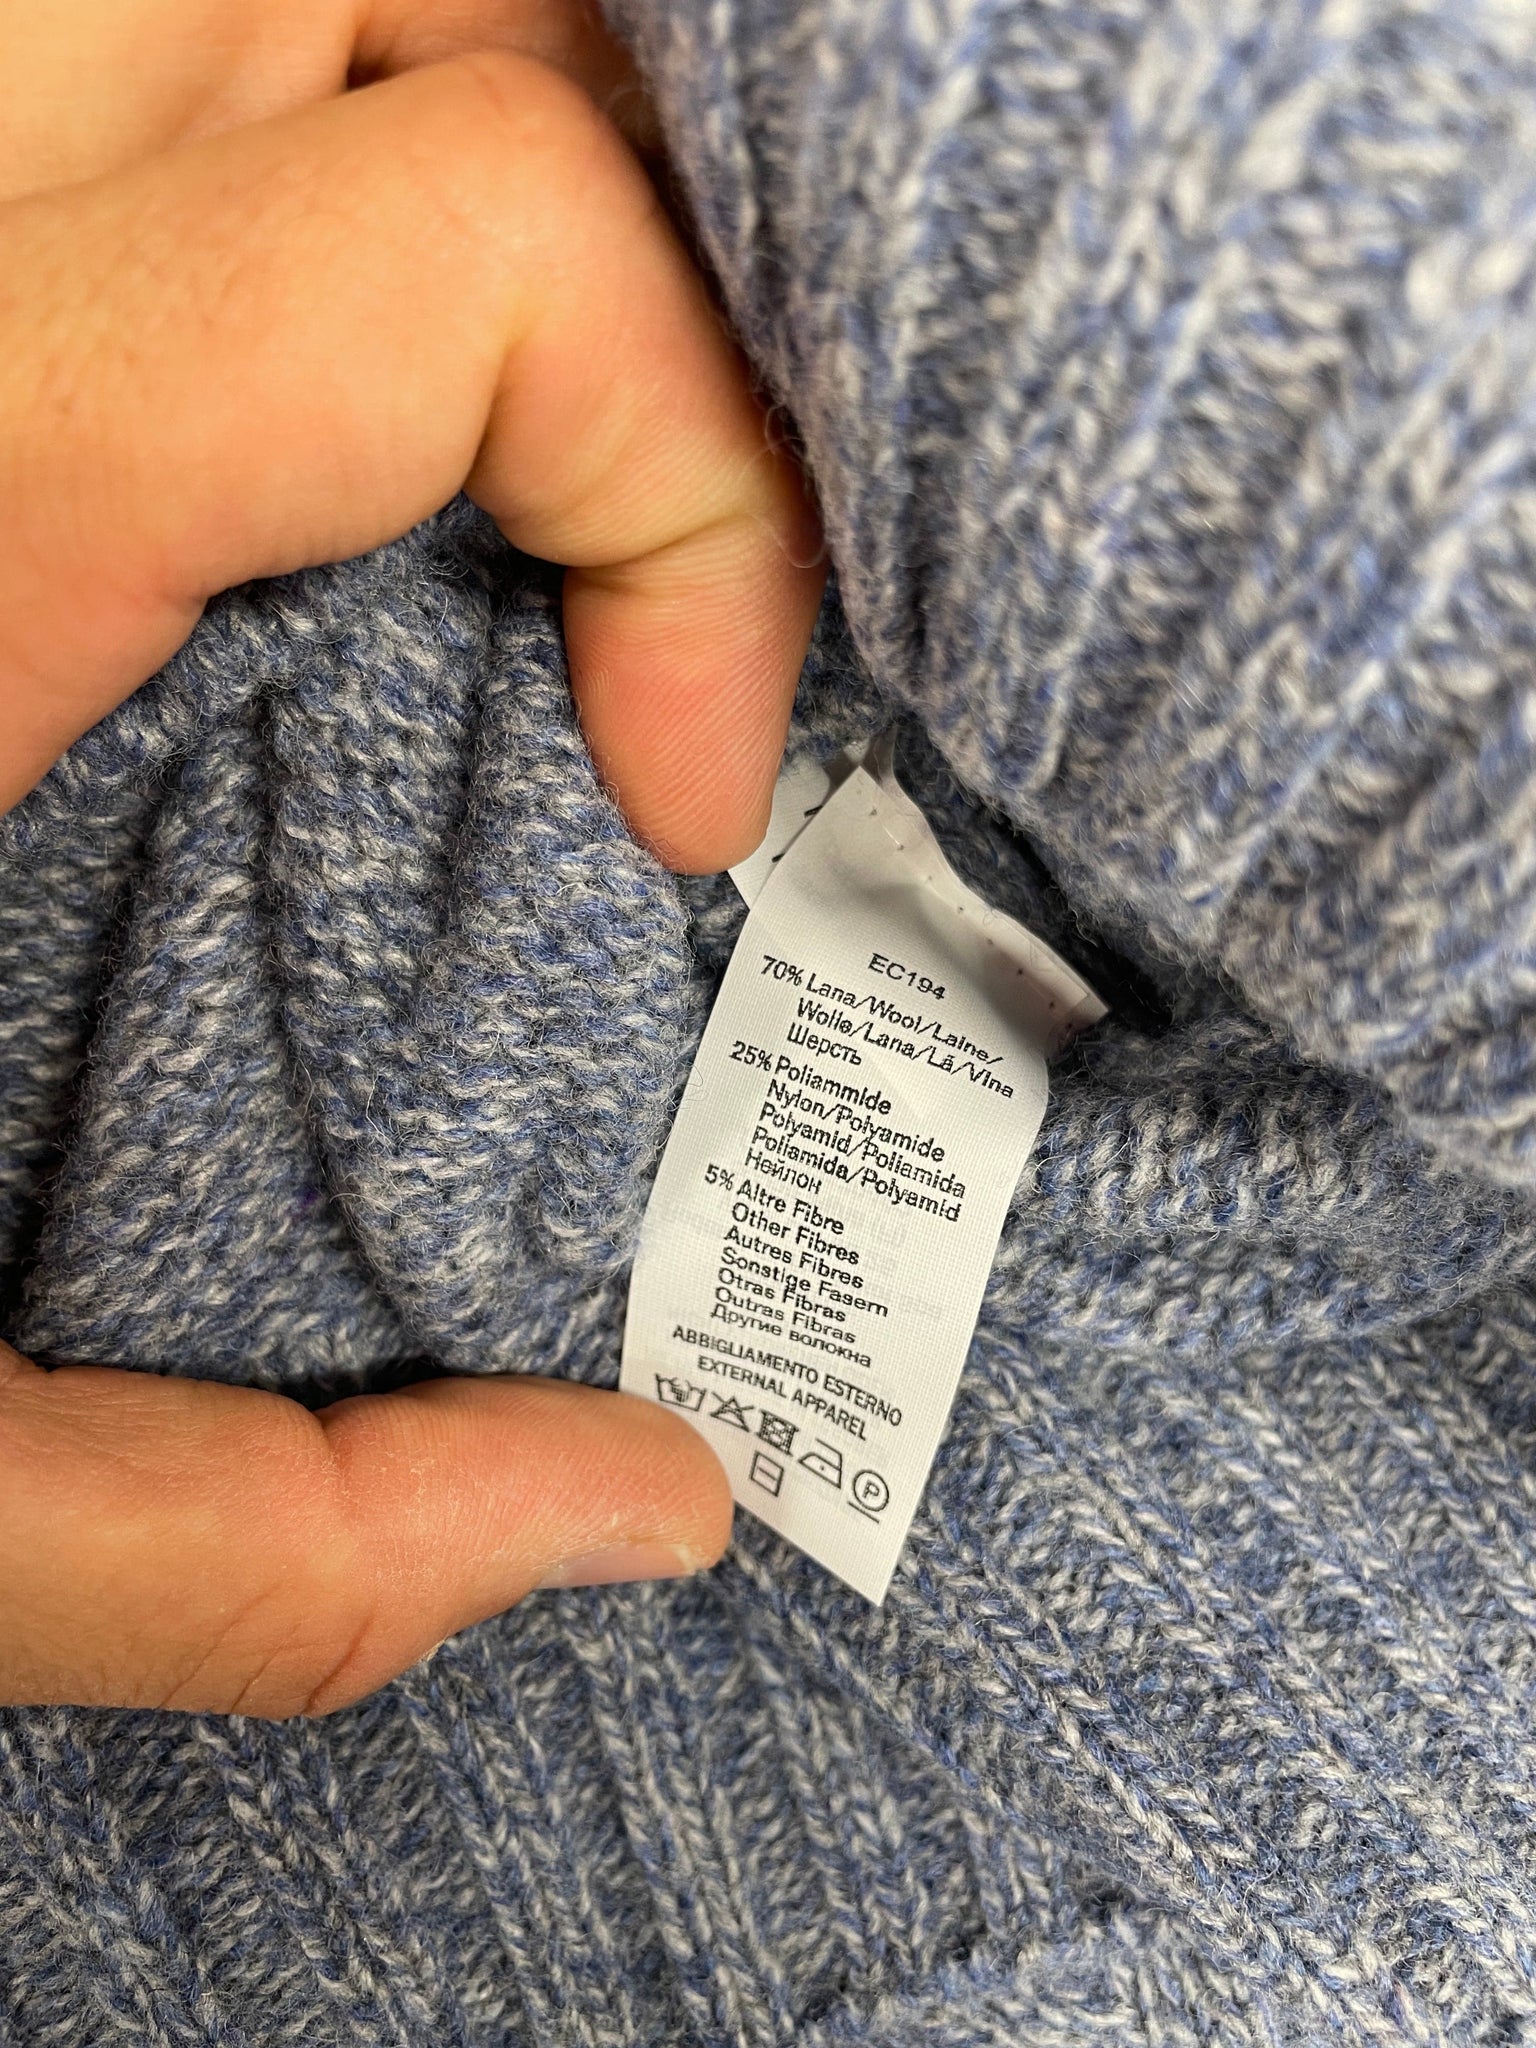 EC194
70% Lana/Wool/Laine/
Wolle/Lana/Lã/Vlna
Шерсть
25% Poliammide
Nylon/Polyamide
Polyamid/Poliamida
Poliamida/Polyamid
Нейлон
5% Altre Fibre
Other Fibres
Autres Fibres
Sonstige Fasern
Otras Fibras
Outras Fibras
Другие волокна
ABBIGLIAMENTO ESTERNO
EXTERNAL APPAREL
P